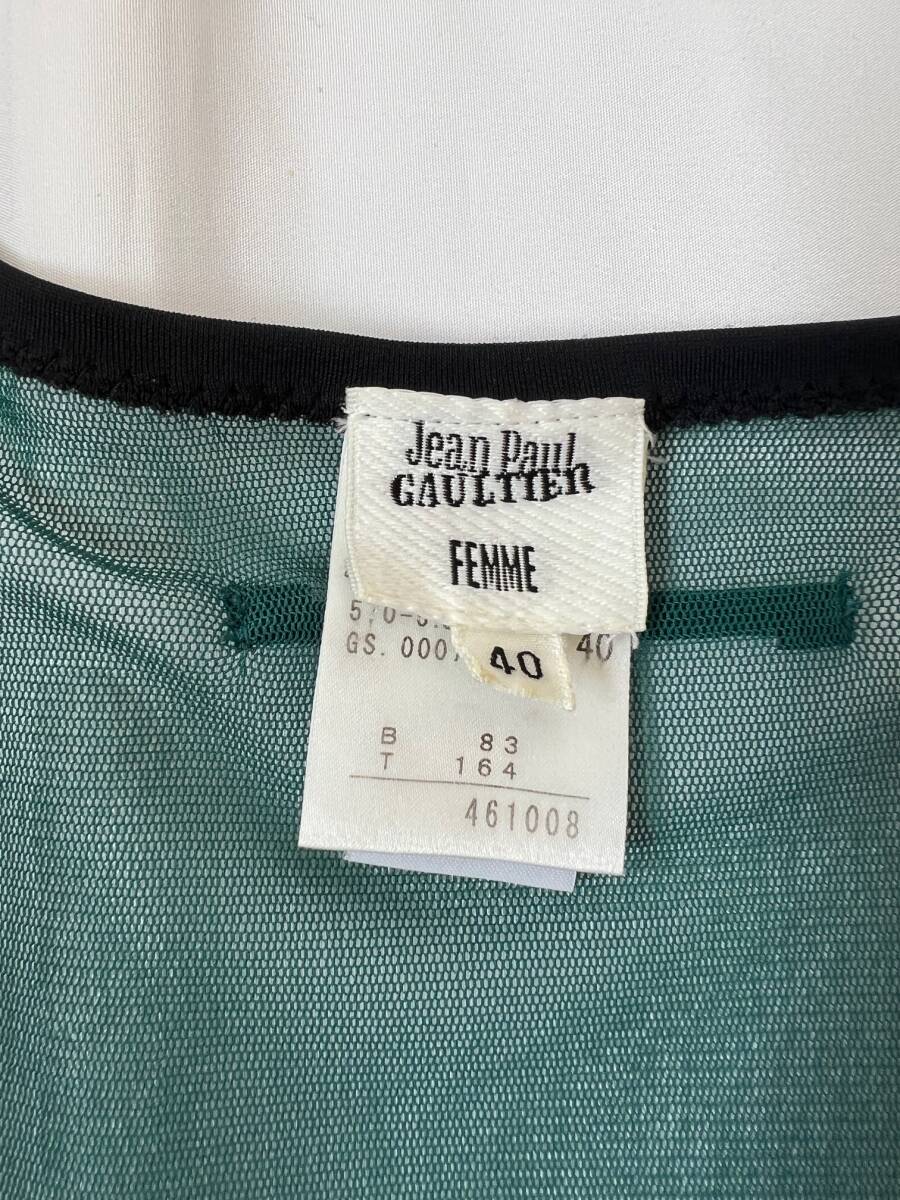 Jean Paul
GAULTIER
FEMME
40
GS. 000 40
B 83
T 164
461008